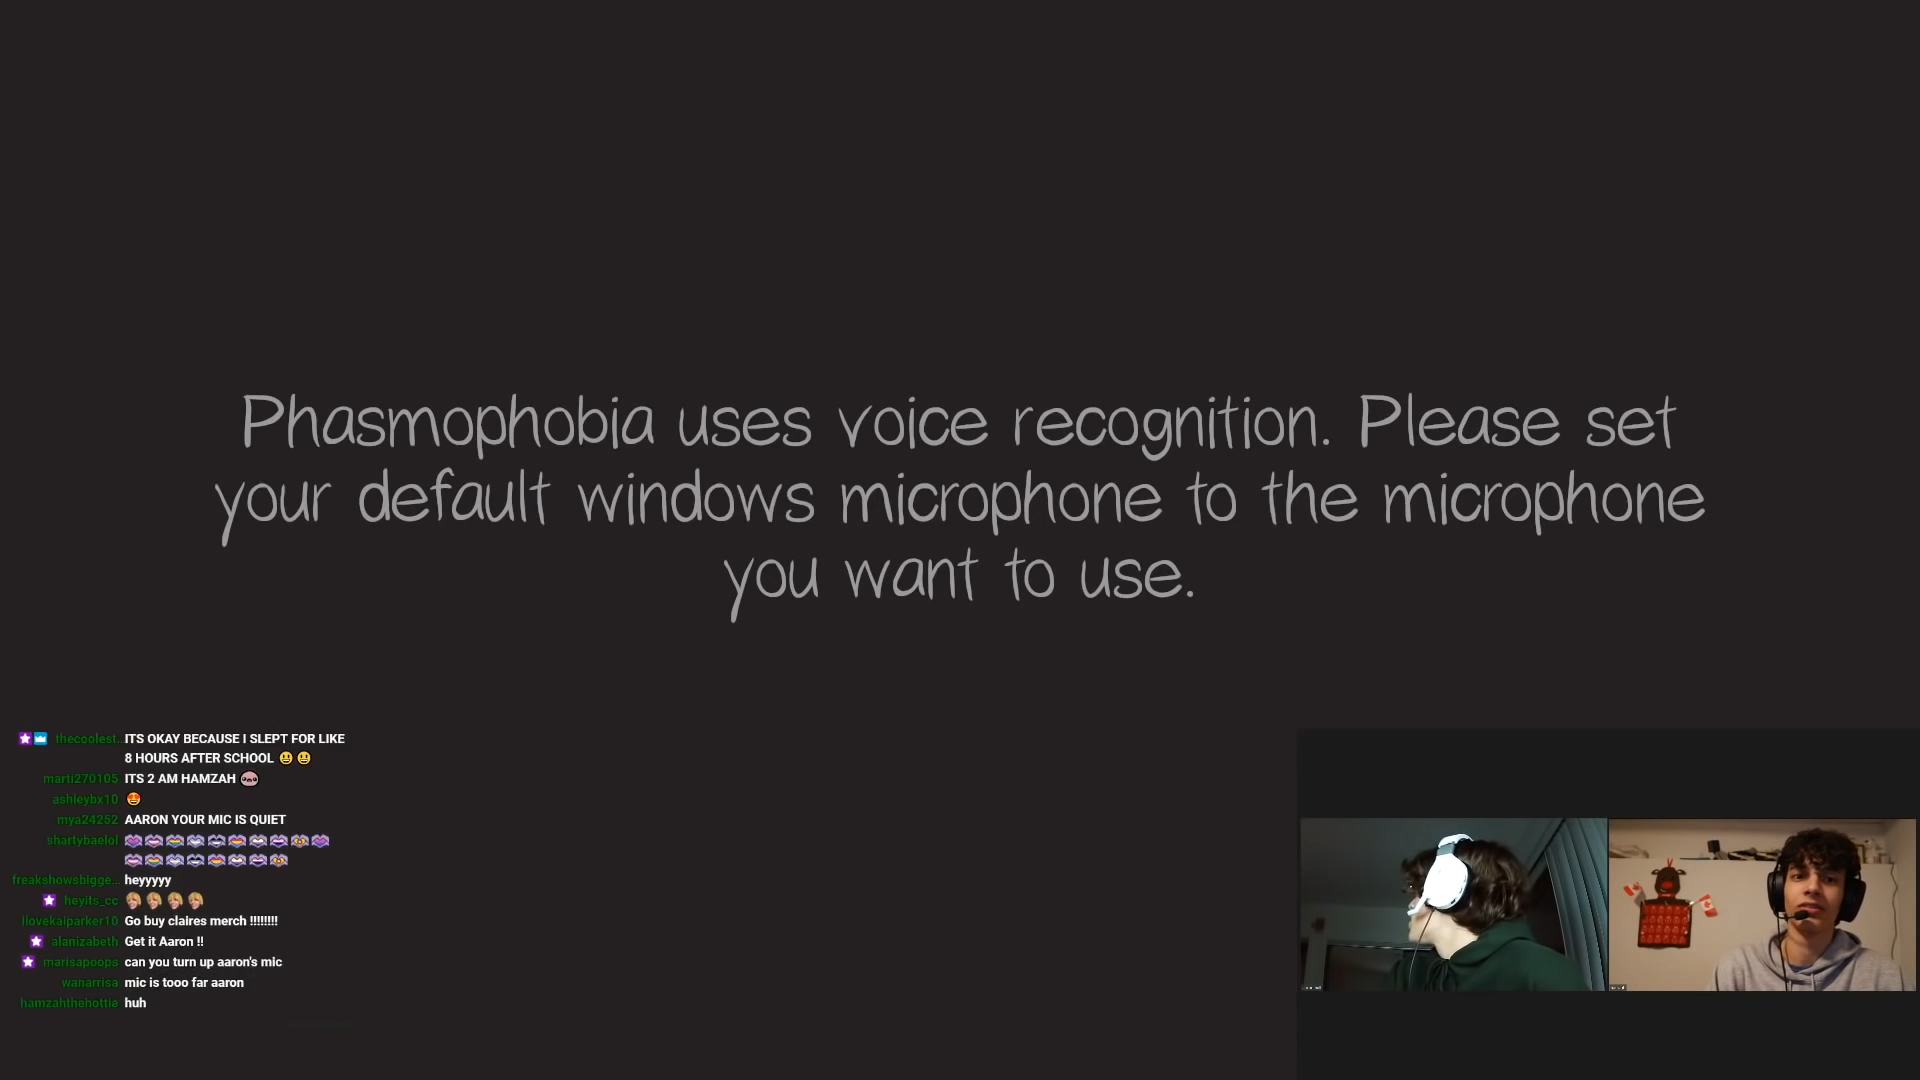 Phasmophobia uses voice recognition. Please set
your default windows microphone to the microphone
you want to use.
thecoolest... ITS OKAY BECAUSE I SLEPT FOR LIKE
8 HOURS AFTER SCHOOL
marti270105 ITS 2 AM HAMZAH
ashleybx10
mya24252 AARON YOUR MIC IS QUIET
shartybaelol
freakshowsbigge... heyyyyy
heyits_cc
ilovekaiparker10 Go buy claires merch !!!!!!!!
alanizabeth Get it Aaron !!
marisapoops can you turn up aaron's mic
wanarrisa mic is tooo far aaron
hamzahthehottie huh